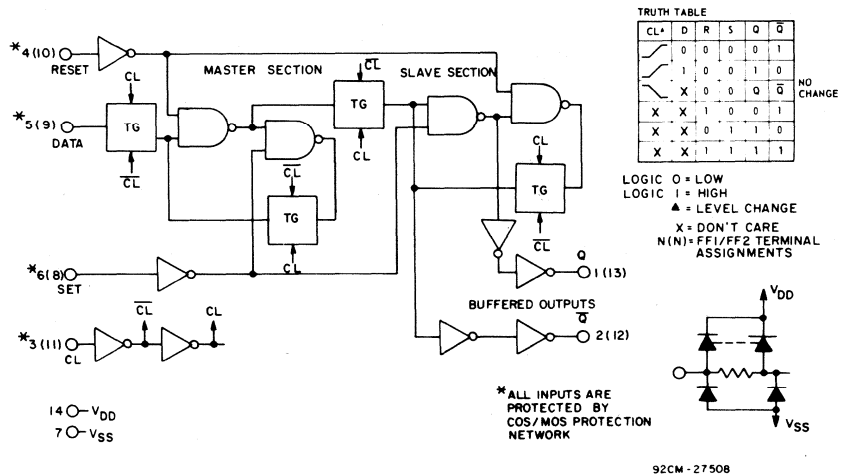 TRUTH TABLE
CL▲ D R S Q Q̅
0 0 0 0 1
1 0 0 1 0
X 0 0 Q Q̅ NO CHANGE
X X 1 0 0 1
X X 0 1 1 0
X X 1 1 1 1
LOGIC 0 = LOW
LOGIC 1 = HIGH
▲ = LEVEL CHANGE
X = DON'T CARE
N(N) = FF1/FF2 TERMINAL
ASSIGNMENTS
*4(10)
RESET
MASTER SECTION
SLAVE SECTION
CL
C̅L̅
*5(9)
DATA
TG
TG
C̅L̅
CL
C̅L̅
CL
TG
CL
TG
C̅L̅
*6(8)
SET
Q
1(13)
BUFFERED OUTPUTS
Q̅
2(12)
*3(11)
CL
C̅L̅
CL
14 VDD
7 VSS
*ALL INPUTS ARE
PROTECTED BY
COS/MOS PROTECTION
NETWORK
VDD
VSS
92CM-27508